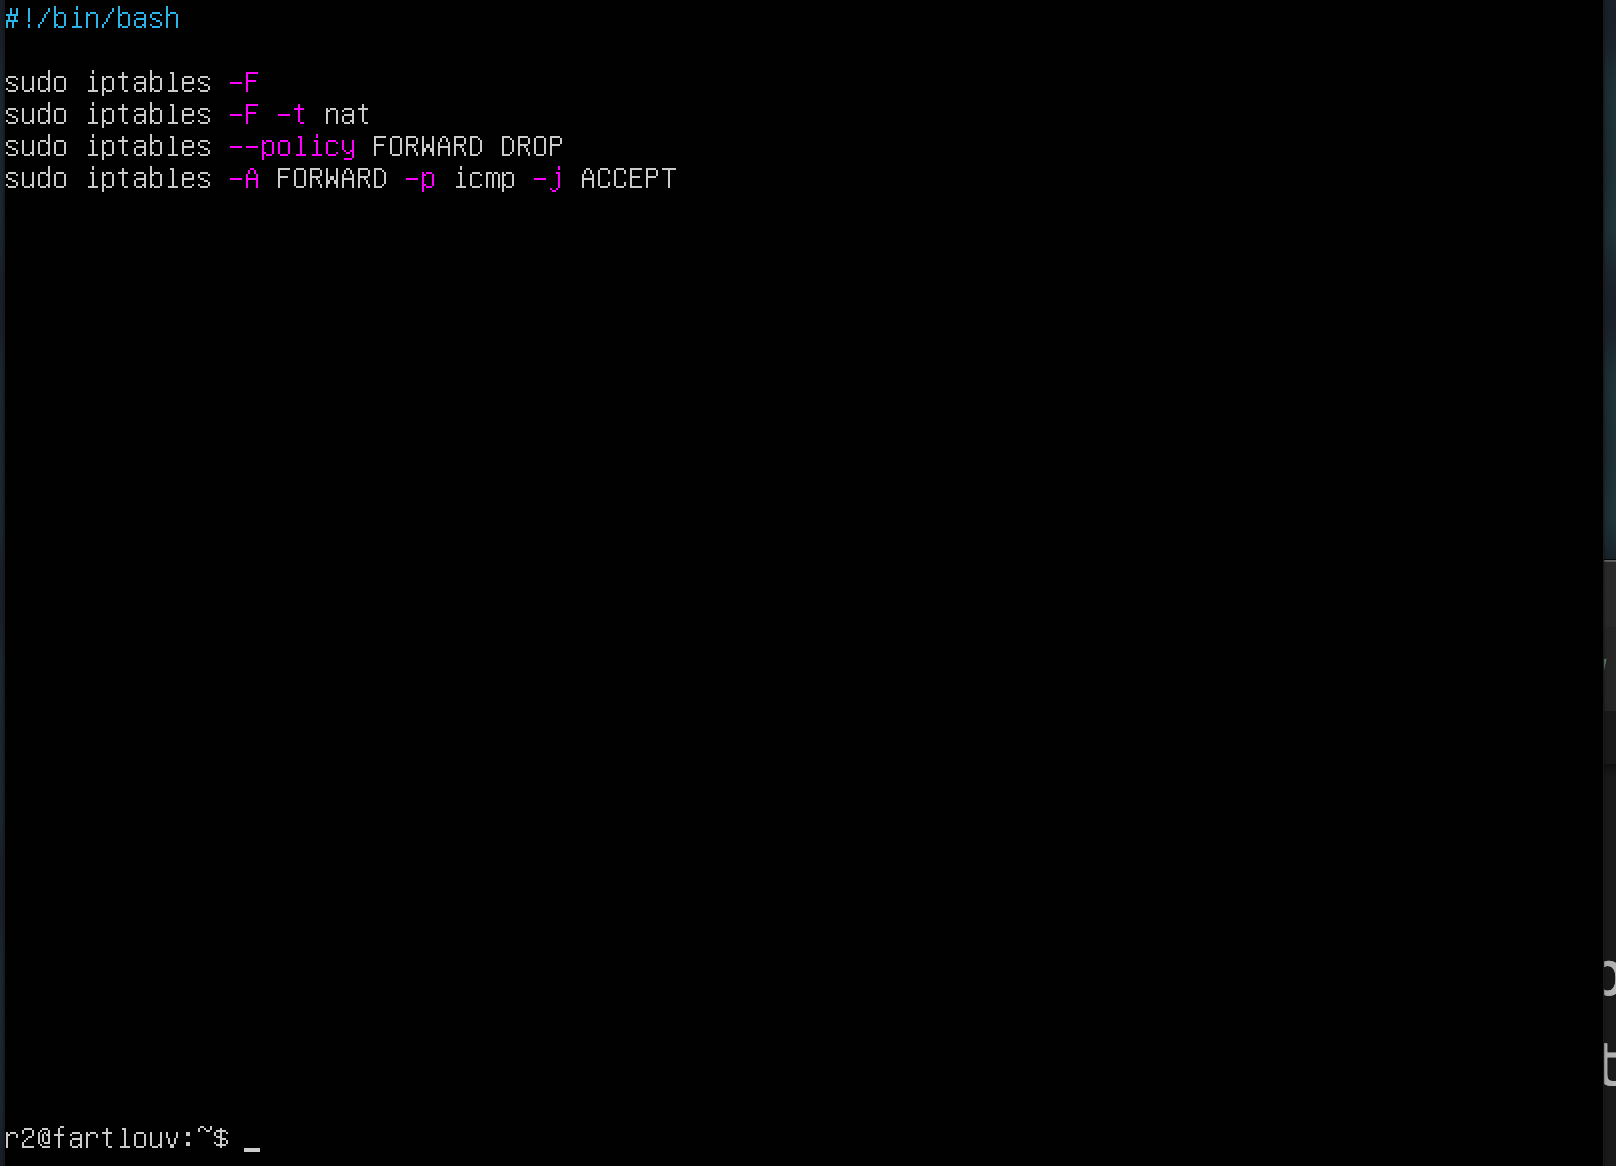 #!/bin/bash
sudo iptables -F
sudo iptables -F -t nat
sudo iptables --policy FORWARD DROP
sudo iptables -A FORWARD -p icmp -j ACCEPT
r2@fartlouv:~$ _